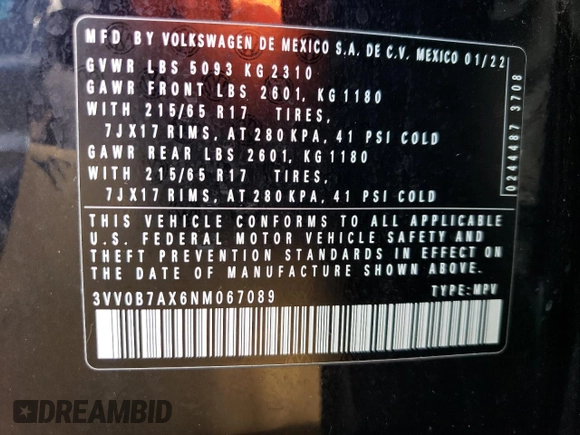 MFD BY VOLKSWAGEN DE MEXICO S.A. DE C.V. MEXICO 01/22
GVWR LBS 5093 KG 2310
GAWR FRONT LBS 2601, KG 1180
WITH 215/65 R17 TIRES,
7JX17 RIMS, AT 280 KPA, 41 PSI COLD
GAWR REAR LBS 2601, KG 1180
WITH 215/65 R17 TIRES,
7JX17 RIMS, AT 280 KPA, 41 PSI COLD
THIS VEHICLE CONFORMS TO ALL APPLICABLE
U.S. FEDERAL MOTOR VEHICLE SAFETY AND
THEFT PREVENTION STANDARDS IN EFFECT ON
THE DATE OF MANUFACTURE SHOWN ABOVE.
3VV0B7AX6NM067089 TYPE: MPV
0244487 3708
DREAMBID